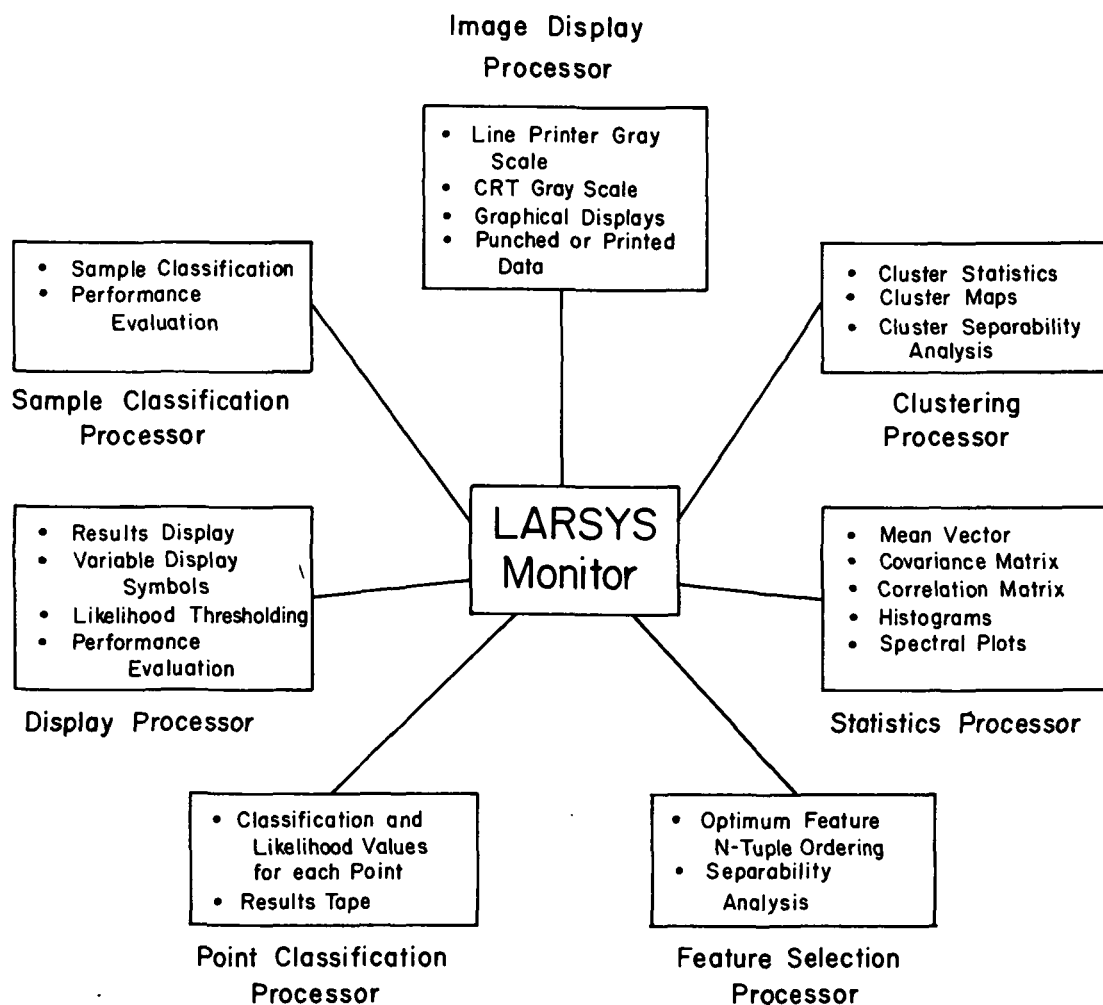 Image Display
Processor
• Line Printer Gray
Scale
• CRT Gray Scale
• Graphical Displays
• Punched or Printed
Data
• Sample Classification
• Performance
Evaluation
Sample Classification
Processor
• Cluster Statistics
• Cluster Maps
• Cluster Separability
Analysis
Clustering
Processor
LARSYS
Monitor
• Results Display
• Variable Display
Symbols
• Likelihood Thresholding
• Performance
Evaluation
Display Processor
• Mean Vector
• Covariance Matrix
• Correlation Matrix
• Histograms
• Spectral Plots
Statistics Processor
• Classification and
Likelihood Values
for each Point
• Results Tape
Point Classification
Processor
• Optimum Feature
N-Tuple Ordering
• Separability
Analysis
Feature Selection
Processor